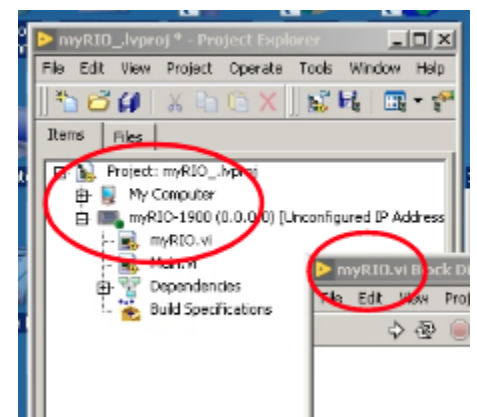 myRIO_.lvproj * - Project Explorer
File Edit View Project Operate Tools Window Help
Items Files
Project: myRIO_.lvproj
My Computer
myRIO-1900 (0.0.0.0) [Unconfigured IP Address
myRIO.vi
Main.vi
Dependencies
Build Specifications
myRIO.vi Block Di
File Edit View Proj